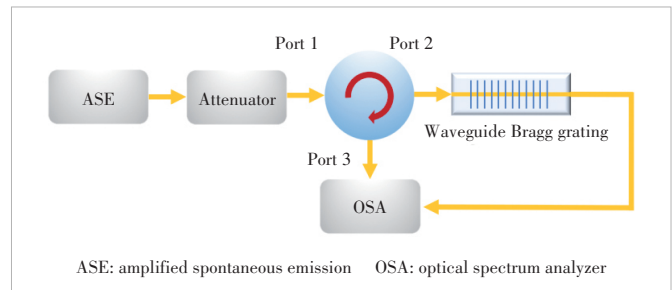 Port 1
Port 2
ASE
Attenuator
Waveguide Bragg grating
Port 3
OSA
ASE: amplified spontaneous emission OSA: optical spectrum analyzer